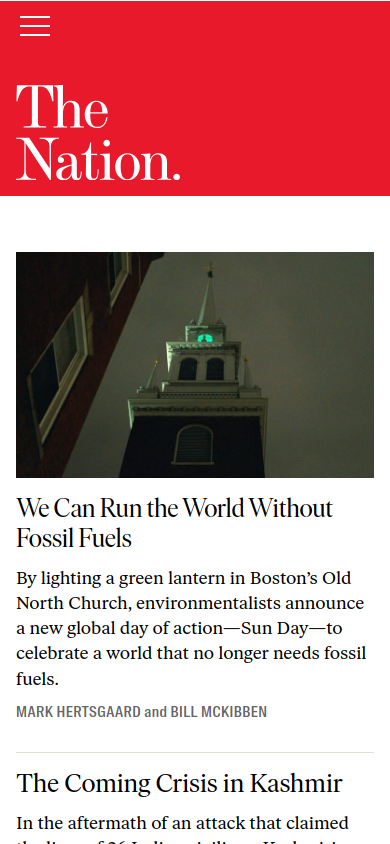 The
Nation.
We Can Run the World Without
Fossil Fuels
By lighting a green lantern in Boston’s Old
North Church, environmentalists announce
a new global day of action—Sun Day—to
celebrate a world that no longer needs fossil
fuels.
MARK HERTSGAARD and BILL MCKIBBEN
The Coming Crisis in Kashmir
In the aftermath of an attack that claimed